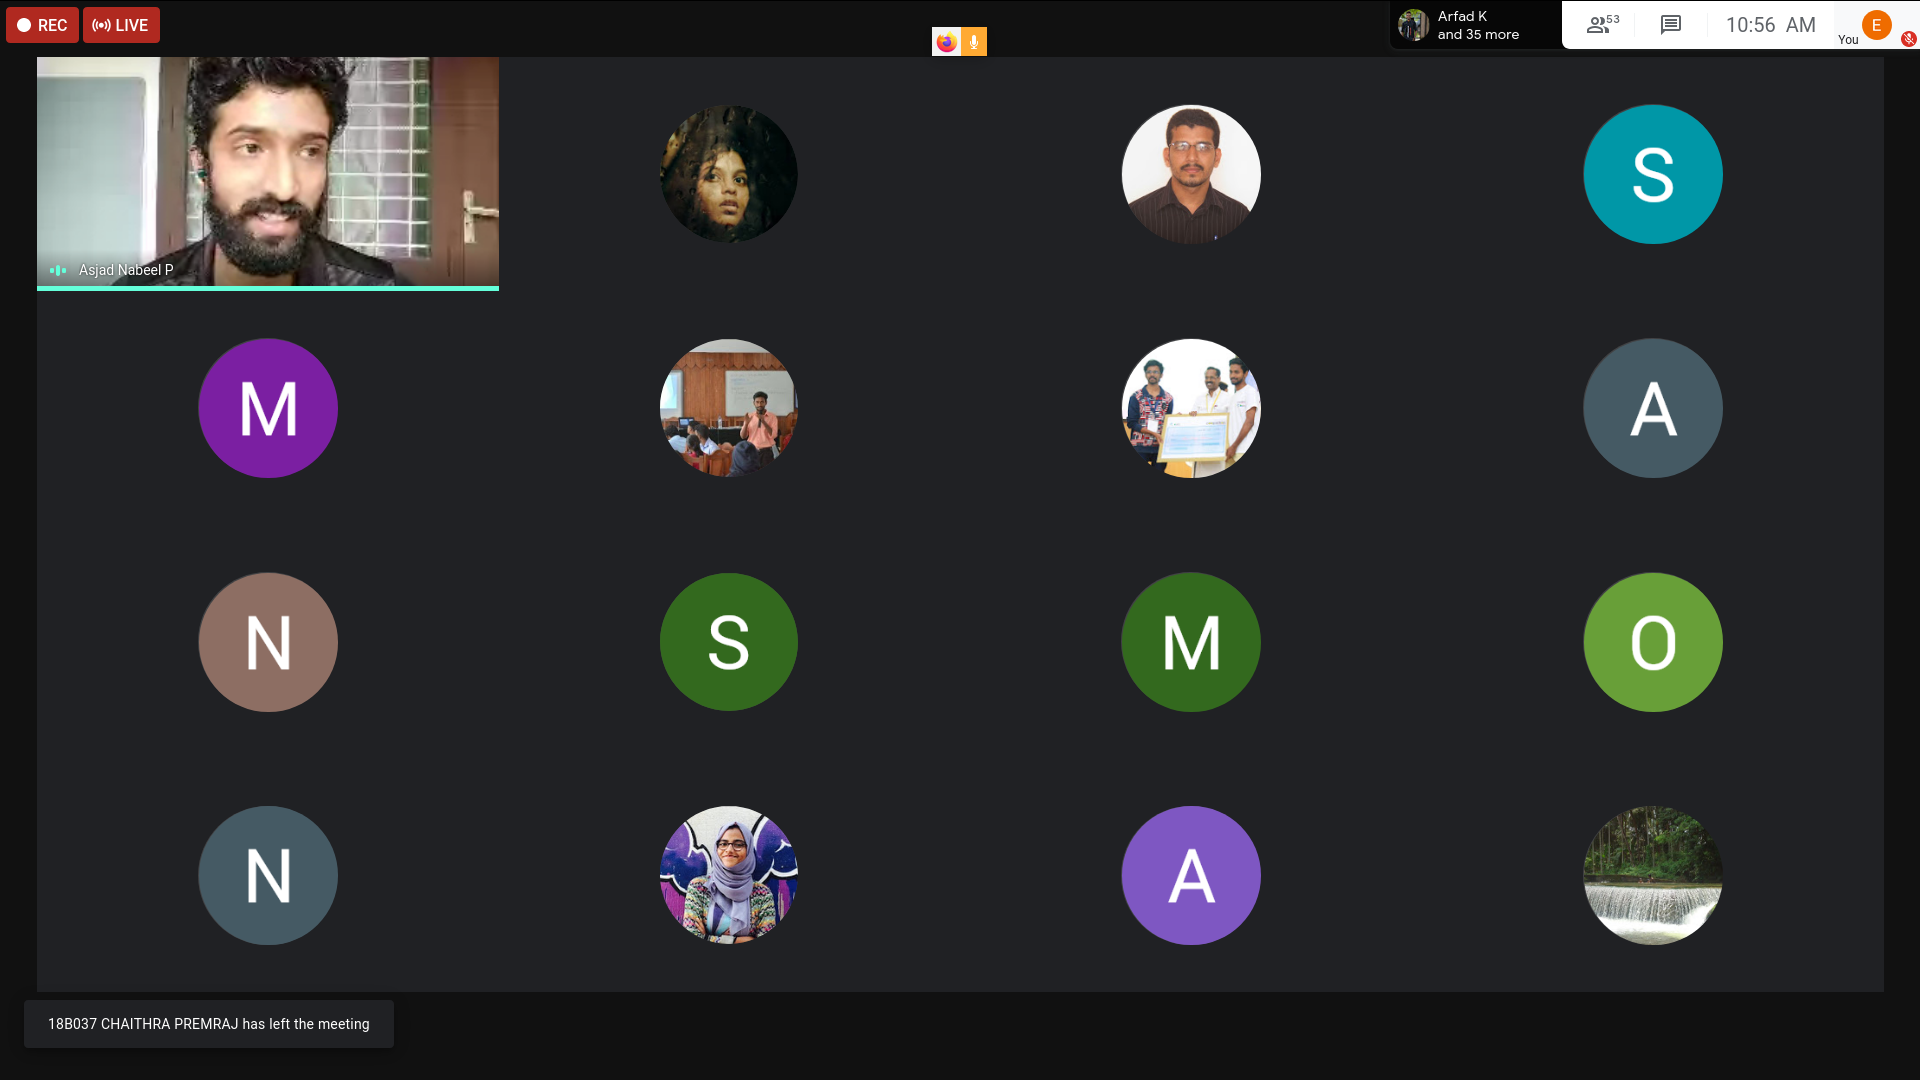 REC
LIVE
Arfad K
and 35 more
53
10:56 AM
You
E
Asjad Nabeel P
S
M
A
N
S
M
O
N
A
18B037 CHAITHRA PREMRAJ has left the meeting